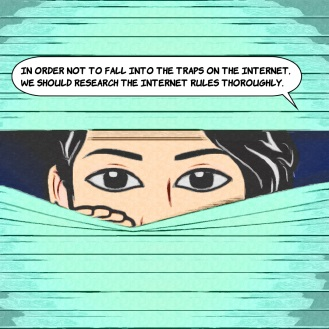 IN ORDER NOT TO FALL INTO THE TRAPS ON THE INTERNET,
WE SHOULD RESEARCH THE INTERNET RULES THOROUGHLY.